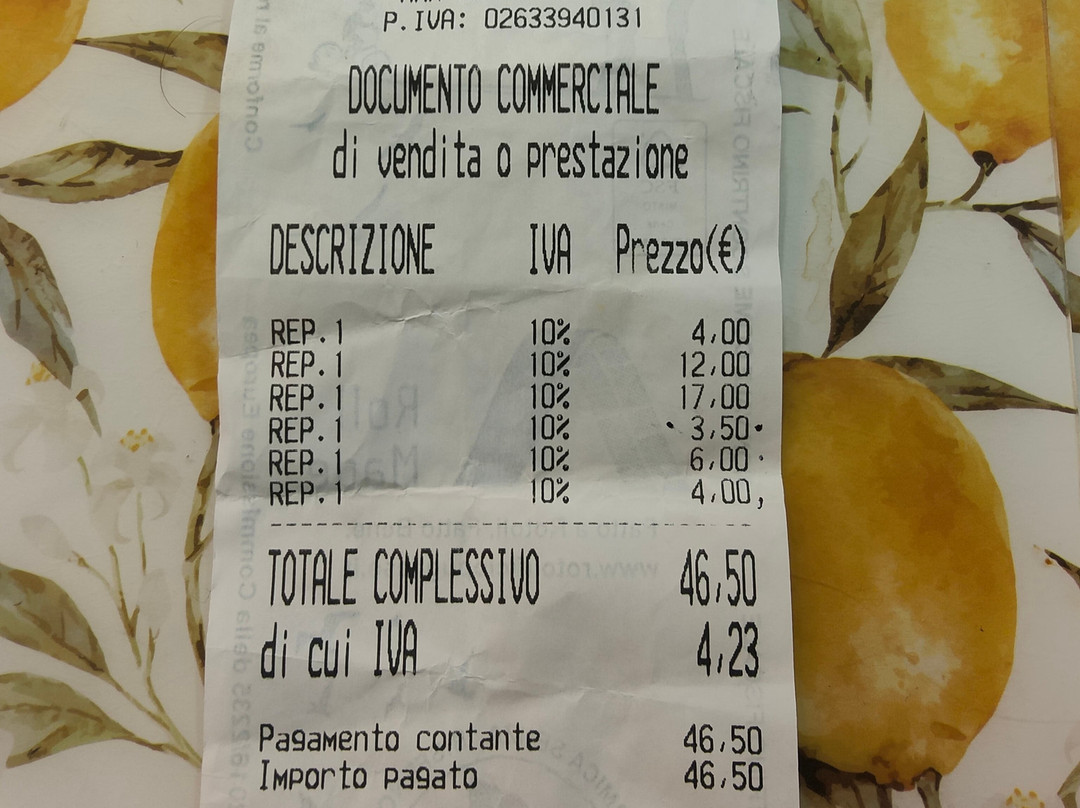 P.IVA: 02633940131
DOCUMENTO COMMERCIALE
di vendita o prestazione
DESCRIZIONE IVA Prezzo(€)
REP.1 10% 4,00
REP.1 10% 12,00
REP.1 10% 17,00
REP.1 10% 3,50
REP.1 10% 6,00
REP.1 10% 4,00
TOTALE COMPLESSIVO 46,50
di cui IVA 4,23
Pagamento contante 46,50
Importo pagato 46,50